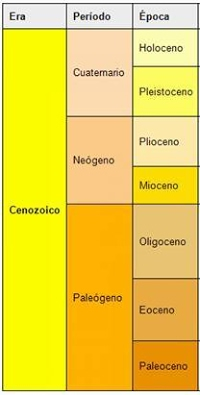 Era Período Época
Cenozoico
Cuaternario
Holoceno
Pleistoceno
Neógeno
Plioceno
Mioceno
Paleógeno
Oligoceno
Eoceno
Paleoceno